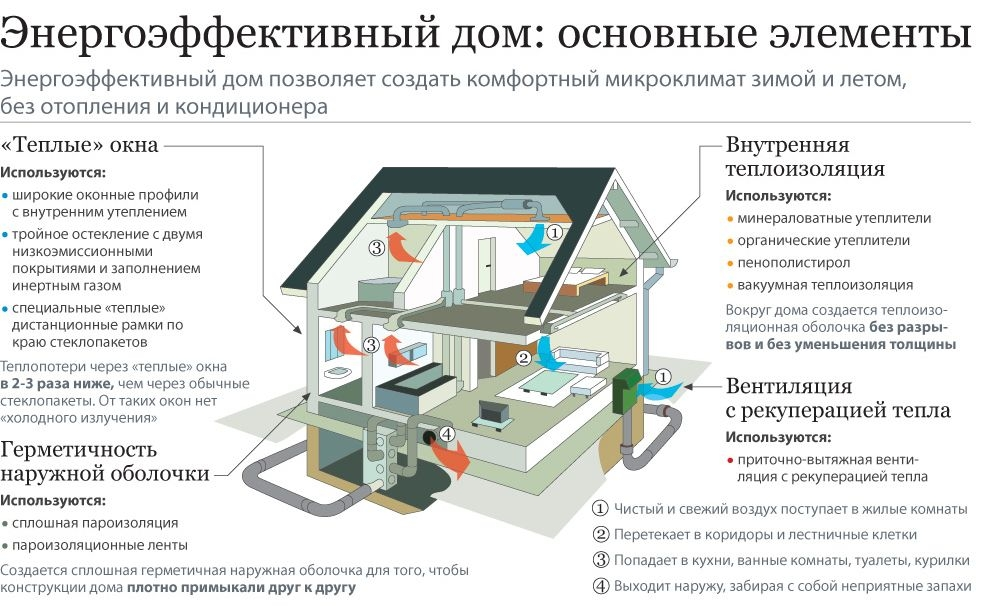 Энергоэффективный дом: основные элементы
Энергоэффективный дом позволяет создать комфортный микроклимат зимой и летом,
без отопления и кондиционера
«Теплые» окна
Используются:
• широкие оконные профили
с внутренним утеплением
• тройное остекление с двумя
низкоэмиссионными
покрытиями и заполнением
инертным газом
• специальные «теплые»
дистанционные рамки по
краю стеклопакетов
Теплопотери через «теплые» окна
в 2-3 раза ниже, чем через обычные
стеклопакеты. От таких окон нет
«холодного излучения»
Герметичность
наружной оболочки
Используются:
• сплошная пароизоляция
• пароизоляционные ленты
Создается сплошная герметичная наружная оболочка для того, чтобы
конструкции дома плотно примыкали друг к другу
1
3
3
2
1
4
Внутренняя
теплоизоляция
Используются:
• минераловатные утеплители
• органические утеплители
• пенополистирол
• вакуумная теплоизоляция
Вокруг дома создается теплоизо-
ляционная оболочка без разры-
вов и без уменьшения толщины
Вентиляция
с рекуперацией тепла
Используются:
• приточно-вытяжная венти-
ляция с рекуперацией тепла
1 Чистый и свежий воздух поступает в жилые комнаты
2 Перетекает в коридоры и лестничные клетки
3 Попадает в кухни, ванные комнаты, туалеты, курилки
4 Выходит наружу, забирая с собой неприятные запахи